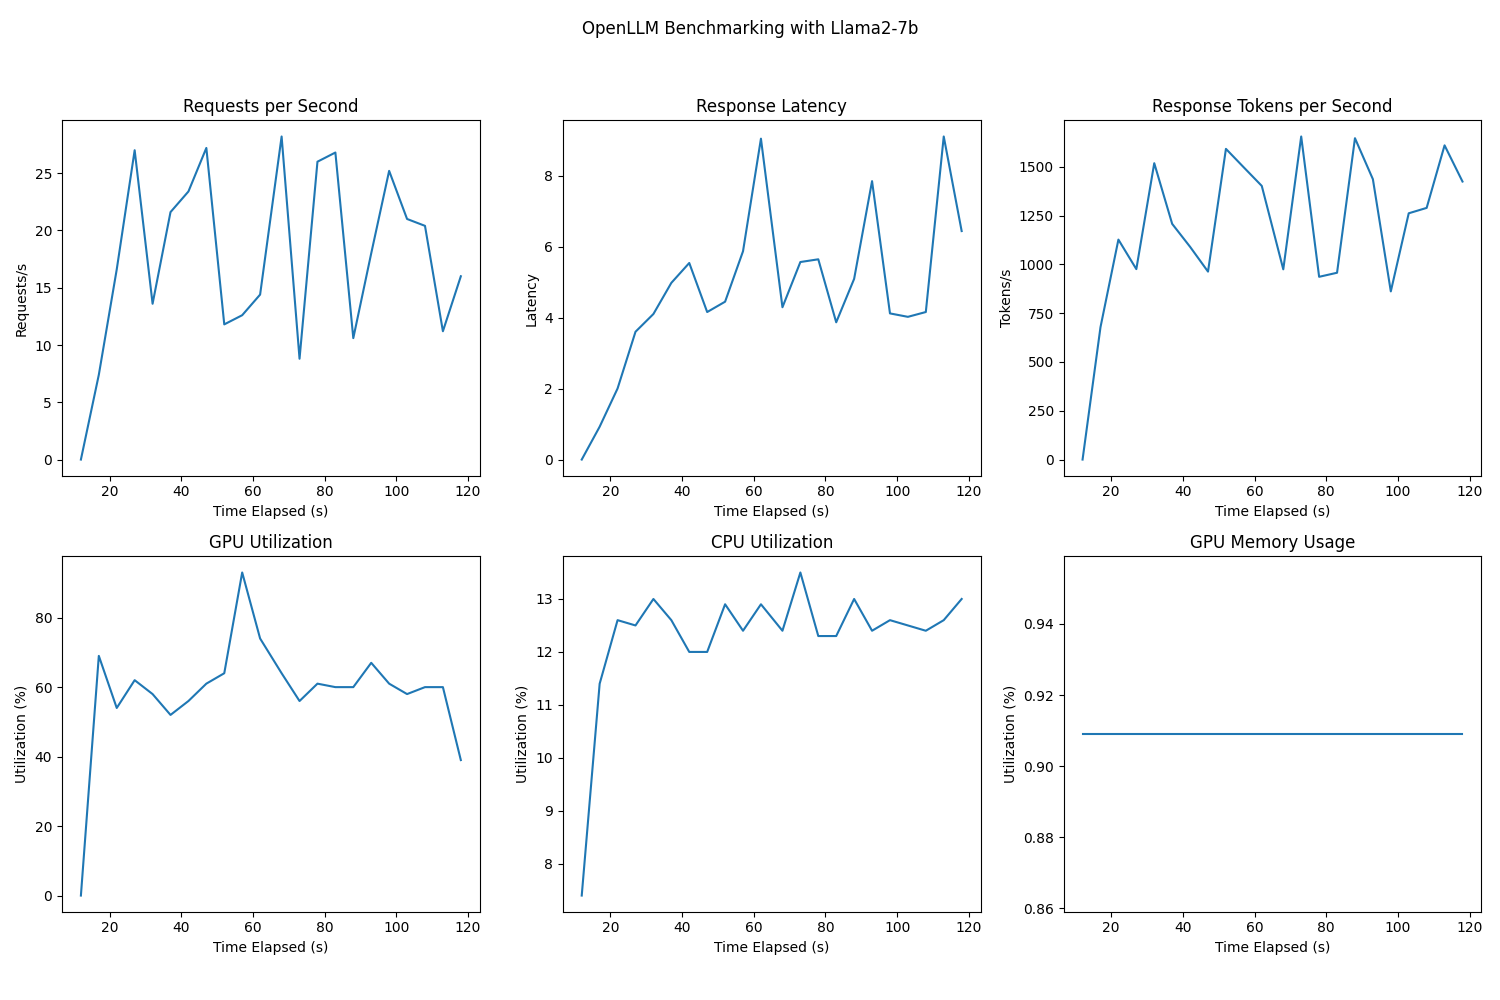 OpenLLM Benchmarking with Llama2-7b
Requests per Second
Requests/s
25
20
15
10
5
0
20 40 60 80 100 120
Time Elapsed (s)
Response Latency
Latency
8
6
4
2
0
20 40 60 80 100 120
Time Elapsed (s)
Response Tokens per Second
Tokens/s
1500
1250
1000
750
500
250
0
20 40 60 80 100 120
Time Elapsed (s)
GPU Utilization
Utilization (%)
80
60
40
20
0
20 40 60 80 100 120
Time Elapsed (s)
CPU Utilization
Utilization (%)
13
12
11
10
9
8
20 40 60 80 100 120
Time Elapsed (s)
GPU Memory Usage
Utilization (%)
0.94
0.92
0.90
0.88
0.86
20 40 60 80 100 120
Time Elapsed (s)